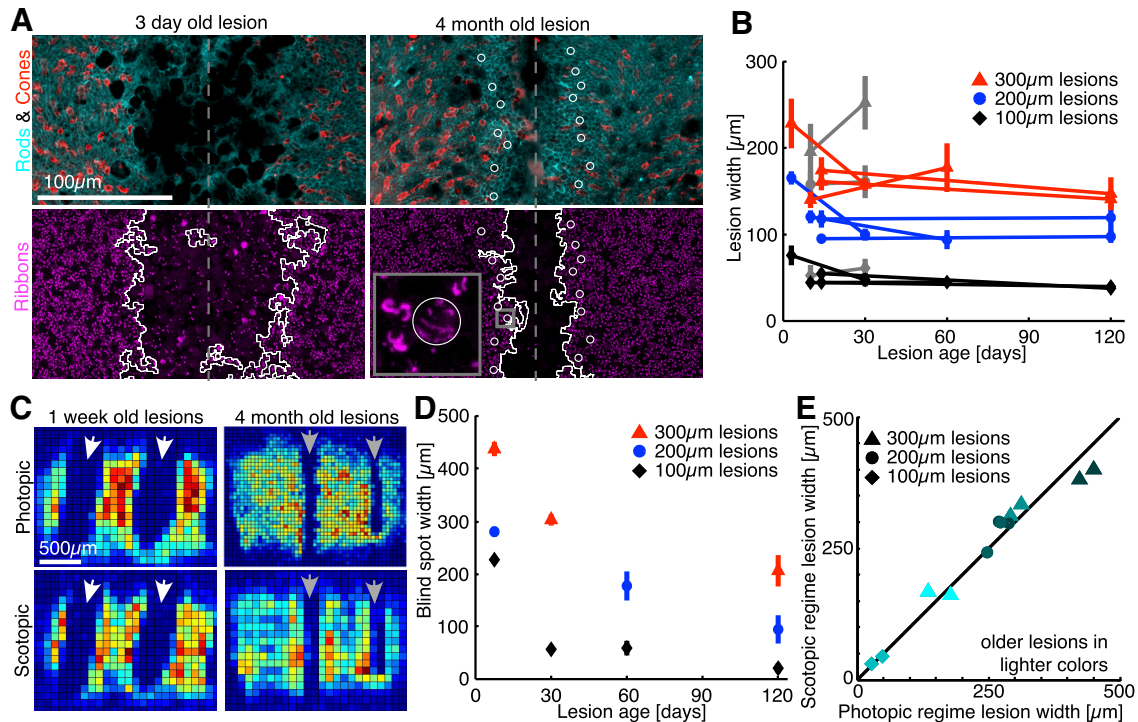 A
3 day old lesion
4 month old lesion
Rods & Cones
100µm
Ribbons
B
300
200
100
0
0
30
60
90
120
Lesion width [µm]
Lesion age [days]
300µm lesions
200µm lesions
100µm lesions
C
1 week old lesions
4 month old lesions
Photopic
500µm
Scotopic
D
500
400
300
200
100
0
0
30
60
90
120
Blind spot width [µm]
Lesion age [days]
300µm lesions
200µm lesions
100µm lesions
E
500
250
0
0
250
500
Scotopic regime lesion width [µm]
Photopic regime lesion width [µm]
300µm lesions
200µm lesions
100µm lesions
older lesions in
lighter colors